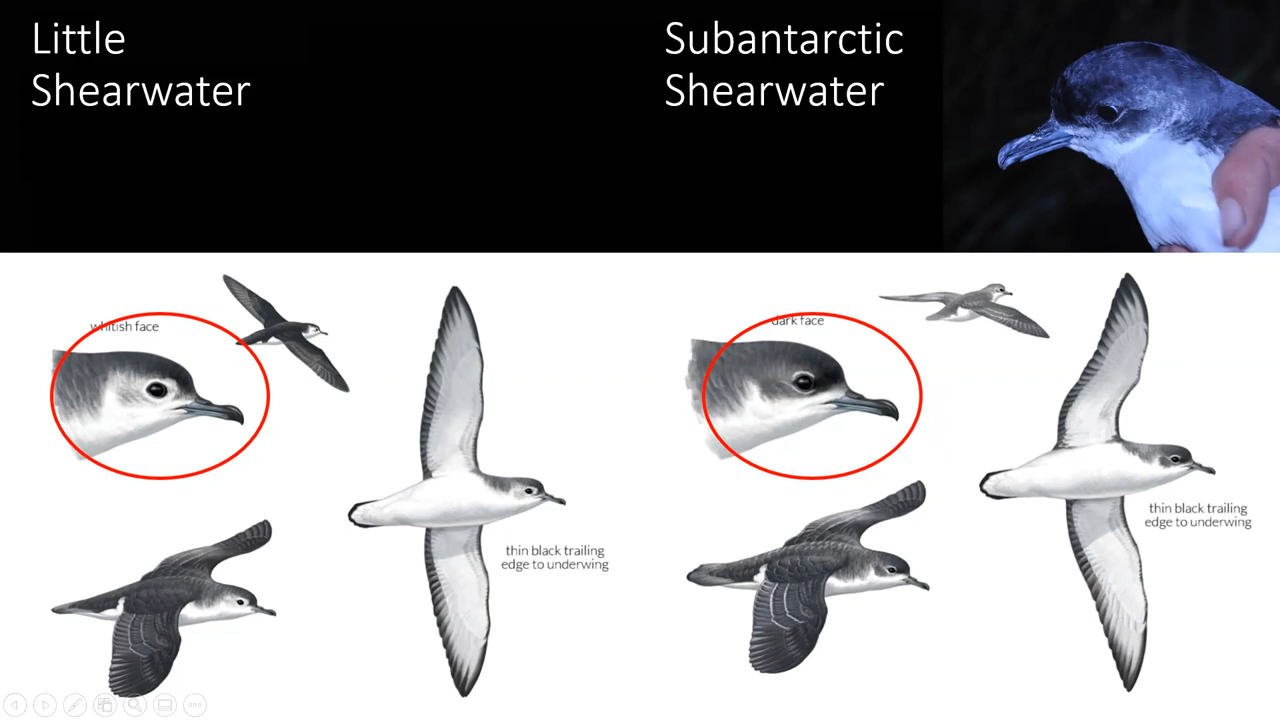 Little
Shearwater
Subantarctic
Shearwater
whitish face
thin black trailing
edge to underwing
dark face
thin black trailing
edge to underwing